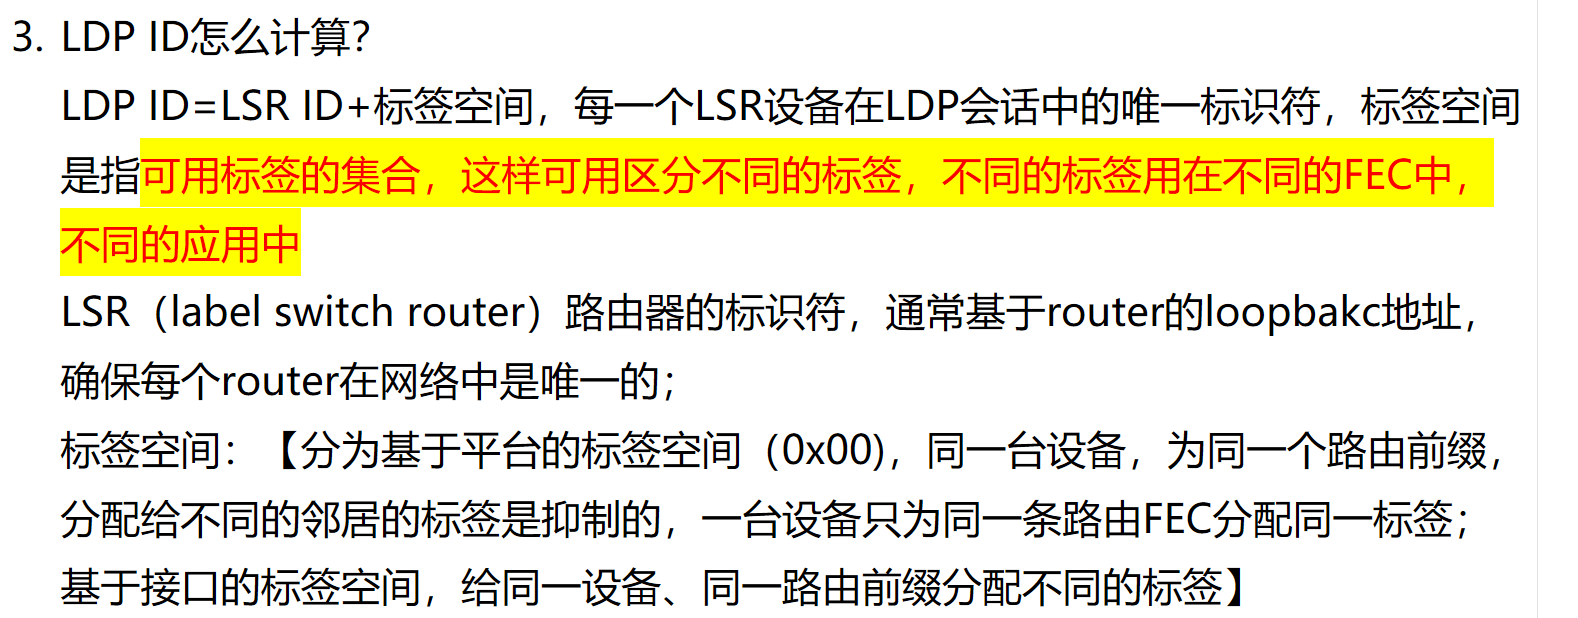 3. LDP ID怎么计算？
LDP ID=LSR ID+标签空间，每一个LSR设备在LDP会话中的唯一标识符，标签空间
是指可用标签的集合，这样可用区分不同的标签，不同的标签用在不同的FEC中，
不同的应用中
LSR（label switch router）路由器的标识符，通常基于router的loopbakc地址，
确保每个router在网络中是唯一的；
标签空间：【分为基于平台的标签空间（0x00)，同一台设备，为同一个路由前缀，
分配给不同的邻居的标签是抑制的，一台设备只为同一条路由FEC分配同一标签；
基于接口的标签空间，给同一设备、同一路由前缀分配不同的标签】